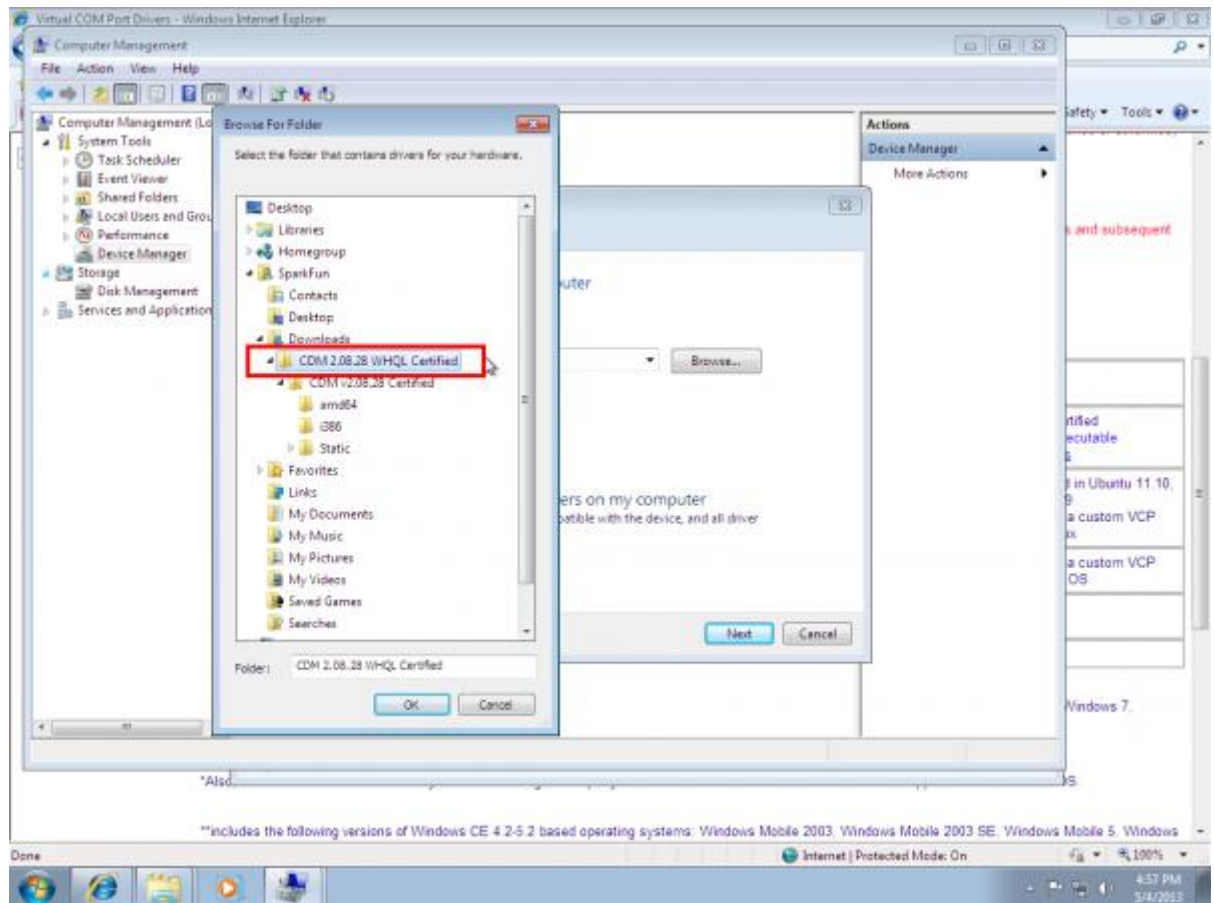 Virtual COM Port Drivers - Windows Internet Explorer
Computer Management
File Action View Help
Safety Tools
Computer Management (Lo
System Tools
Task Scheduler
Event Viewer
Shared Folders
Local Users and Grou
Performance
Device Manager
Storage
Disk Management
Services and Application
Browse For Folder
Select the folder that contains drivers for your hardware.
Desktop
Libraries
Homegroup
SparkFun
Contacts
Desktop
Downloads
CDM 2.08.28 WHQL Certified
CDM v2.08.28 Certified
amd64
i386
Static
Favorites
Links
My Documents
My Music
My Pictures
My Videos
Saved Games
Searches
Folder: CDM 2.08.28 WHQL Certified
OK Cancel
uter
Browse...
ers on my computer
patible with the device, and all driver
Next Cancel
Actions
Device Manager
More Actions
s and subsequent
rtified
ecutable
d in Ubuntu 11.10,
9
a custom VCP
a custom VCP
OS
Windows 7,
*Also
OS.
**includes the following versions of Windows CE 4.2-5.2 based operating systems: Windows Mobile 2003, Windows Mobile 2003 SE, Windows Mobile 5, Windows
Done
Internet | Protected Mode: On
100%
4:57 PM
5/4/2013